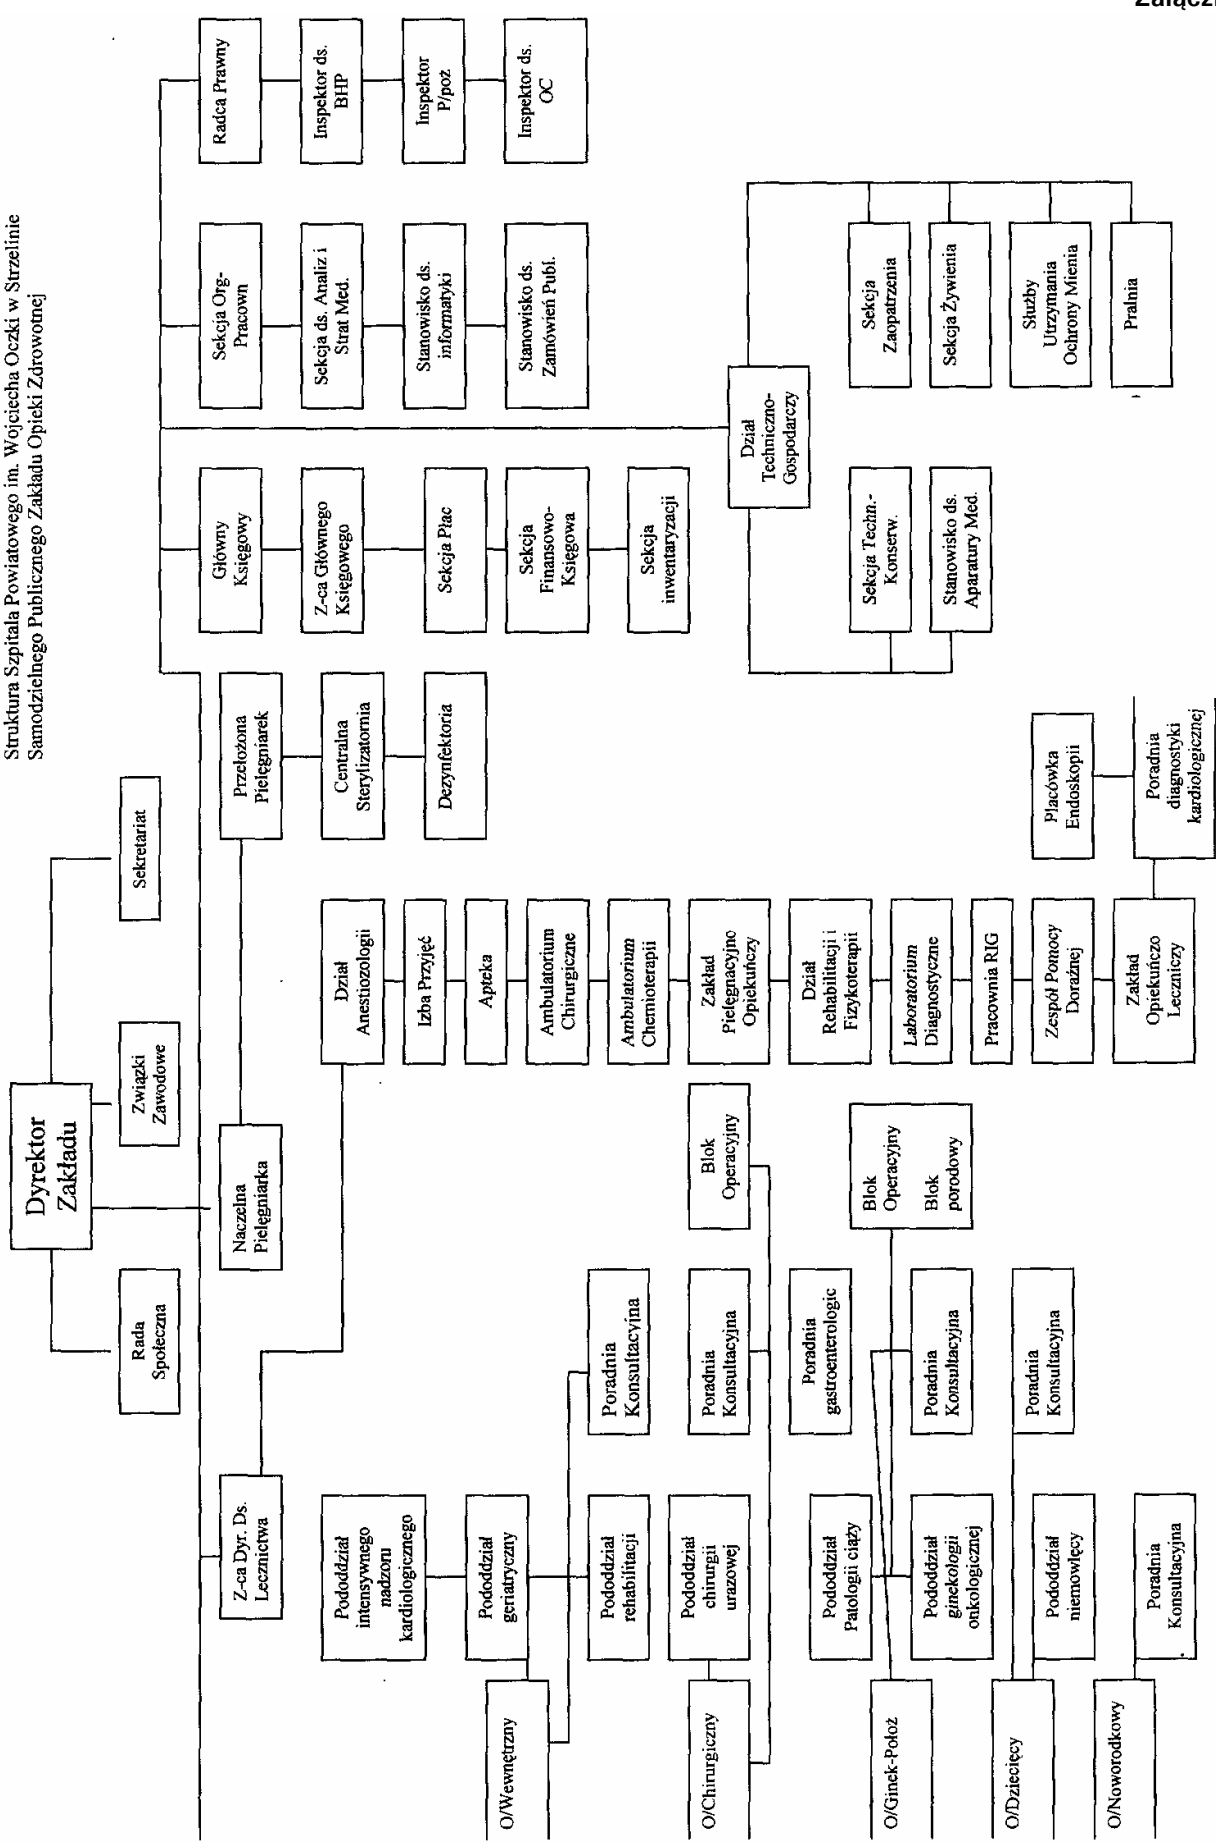 Załącz
Struktura Szpitala Powiatowego im. Wojciecha Oczki w Strzelinie
Samodzielnego Publicznego Zakładu Opieki Zdrowotnej
Dyrektor
Zakładu
Rada
Społeczna
Związki
Zawodowe
Sekretariat
Z-ca Dyr. Ds.
Lecznictwa
Naczelna
Pielęgniarka
Przełożona
Pielęgniarek
Centralna
Sterylizatornia
Dezynfektoria
Główny
Księgowy
Z-ca Głównego
Księgowego
Sekcja Płac
Sekcja
Finansowo-
Księgowa
Sekcja
inwentaryzacji
Sekcja Org-
Pracown
Sekcja ds. Analiz i
Strat Med.
Stanowisko ds.
informatyki
Stanowisko ds.
Zamówień Publ.
Radca Prawny
Inspektor ds.
BHP
Inspektor
P/poż
Inspektor ds.
OC
Dział
Techniczno-
Gospodarczy
Sekcja Techn.-
Konserw.
Stanowisko ds.
Aparatury Med.
Sekcja
Zaopatrzenia
Sekcja Żywienia
Służby
Utrzymania
Ochrony Mienia
Pralnia
Dział
Anestiozologii
Izba Przyjęć
Apteka
Ambulatorium
Chirurgiczne
Ambulatorium
Chemioterapii
Zakład
Pielęgnacyjno
Opiekuńczy
Dział
Rehabilitacji i
Fizykoterapii
Laboratorium
Diagnostyczne
Pracownia RIG
Zespół Pomocy
Doraźnej
Zakład
Opiekuńczo
Leczniczy
Placówka
Endoskopii
Poradnia
diagnostyki
kardiologicznej
Pododdział
intensywnego
nadzoru
kardiologicznego
Pododdział
geriatryczny
Pododdział
rehabilitacji
O/Wewnętrzny
Poradnia
Konsultacyjna
Pododdział
chirurgii
urazowej
O/Chirurgiczny
Poradnia
Konsultacyjna
Blok
Operacyjny
Poradnia
gastroenterologic
Pododdział
Patologii ciąży
Pododdział
ginekologii
onkologicznej
O/Ginek-Położ
Poradnia
Konsultacyjna
Blok
Operacyjny
Blok
porodowy
O/Dziecięcy
Pododdział
niemowlęcy
Poradnia
Konsultacyjna
O/Noworodkowy
Poradnia
Konsultacyjna